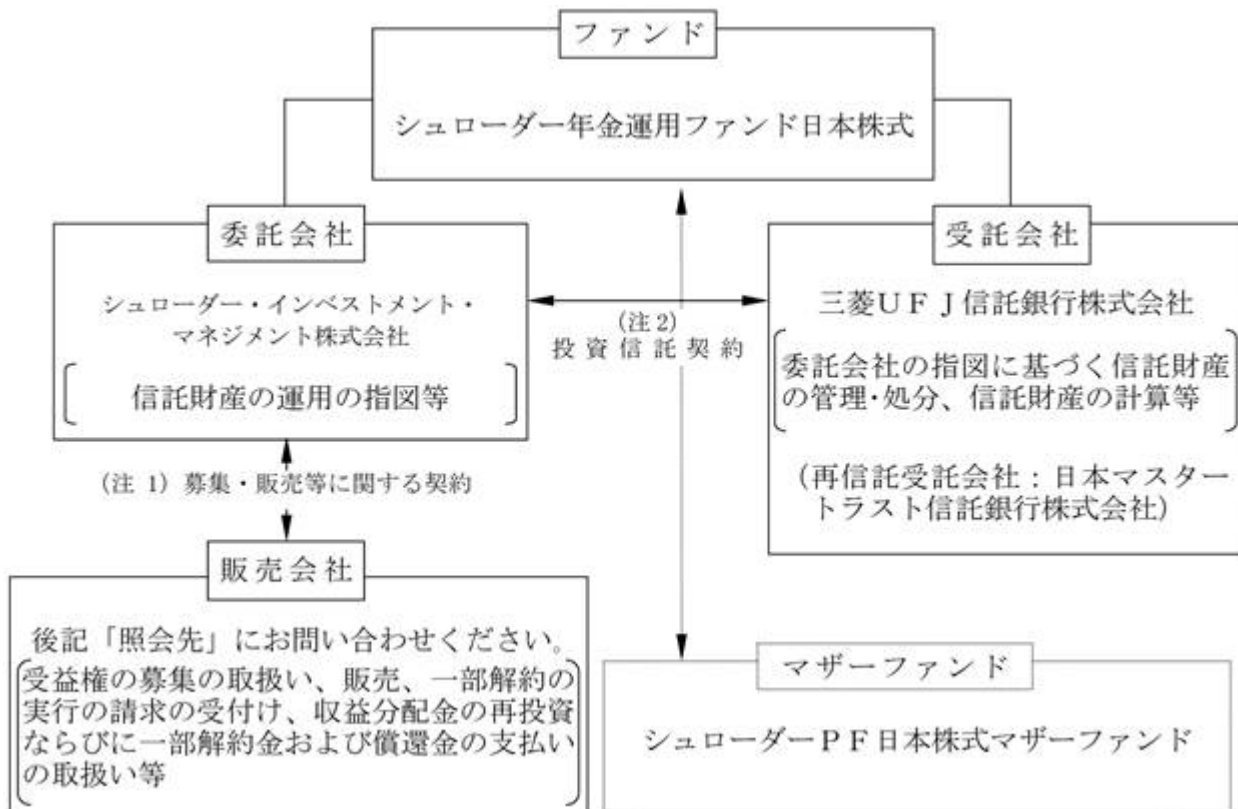 ファンド
シュローダー年金運用ファンド日本株式
委託会社
シュローダー・インベストメント・
マネジメント株式会社
信託財産の運用の指図等
(注2)
投資信託契約
受託会社
三菱UFJ信託銀行株式会社
委託会社の指図に基づく信託財産
の管理・処分、信託財産の計算等
(再信託受託会社:日本マスター
トラスト信託銀行株式会社)
(注 1) 募集・販売等に関する契約
販売会社
後記「照会先」にお問い合わせください。
受益権の募集の取扱い、販売、一部解約の
実行の請求の受付け、収益分配金の再投資
ならびに一部解約金および償還金の支払い
の取扱い等
マザーファンド
シュローダーPF日本株式マザーファンド